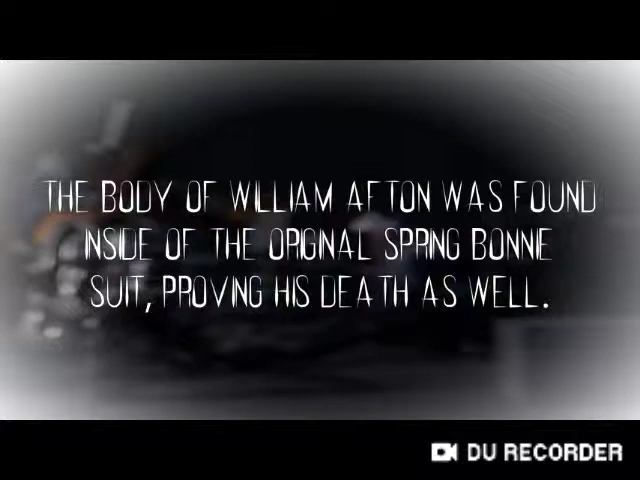 THE BODY OF WILLIAM AFTON WAS FOUND
INSIDE OF THE ORIGINAL SPRING BONNIE
SUIT, PROVING HIS DEATH AS WELL.
DU RECORDER